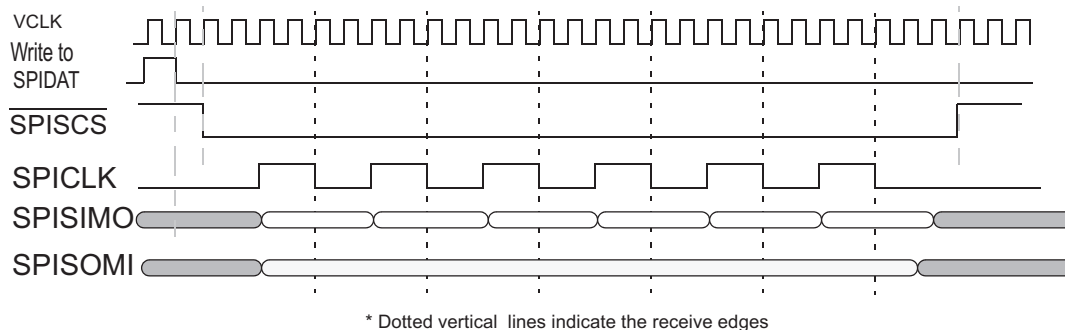 VCLK
Write to
SPIDAT
SPISCS
SPICLK
SPISIMO
SPISOMI
* Dotted vertical lines indicate the receive edges